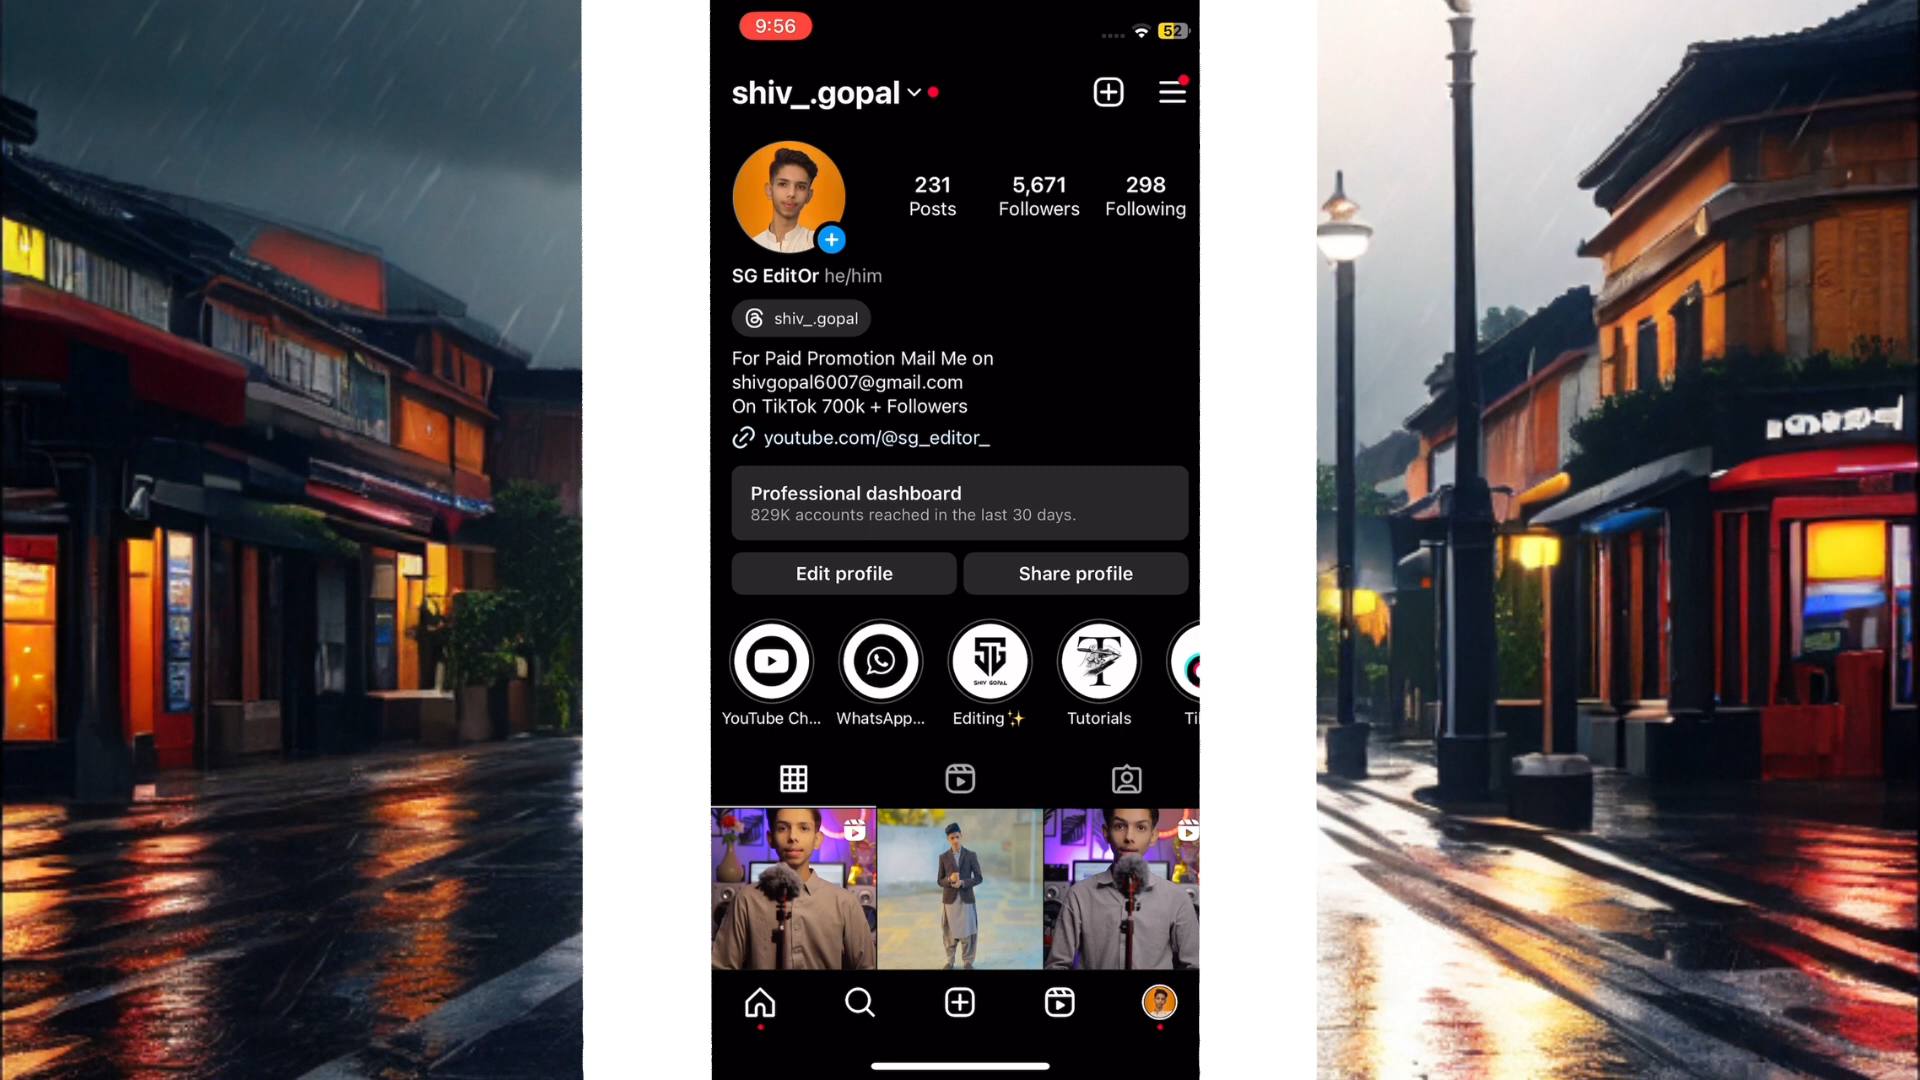 9:56
52
shiv_.gopal
231
Posts
5,671
Followers
298
Following
SG EditOr he/him
shiv_.gopal
For Paid Promotion Mail Me on
shivgopal6007@gmail.com
On TikTok 700k + Followers
youtube.com/@sg_editor_
Professional dashboard
829K accounts reached in the last 30 days.
Edit profile
Share profile
SHIV GOPAL
YouTube Ch...
WhatsApp...
Editing✨
Tutorials